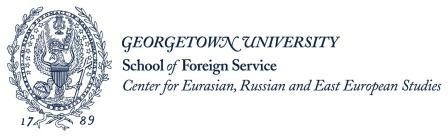 GEORGETOWN UNIVERSITY
School of Foreign Service
Center for Eurasian, Russian and East European Studies
17 89